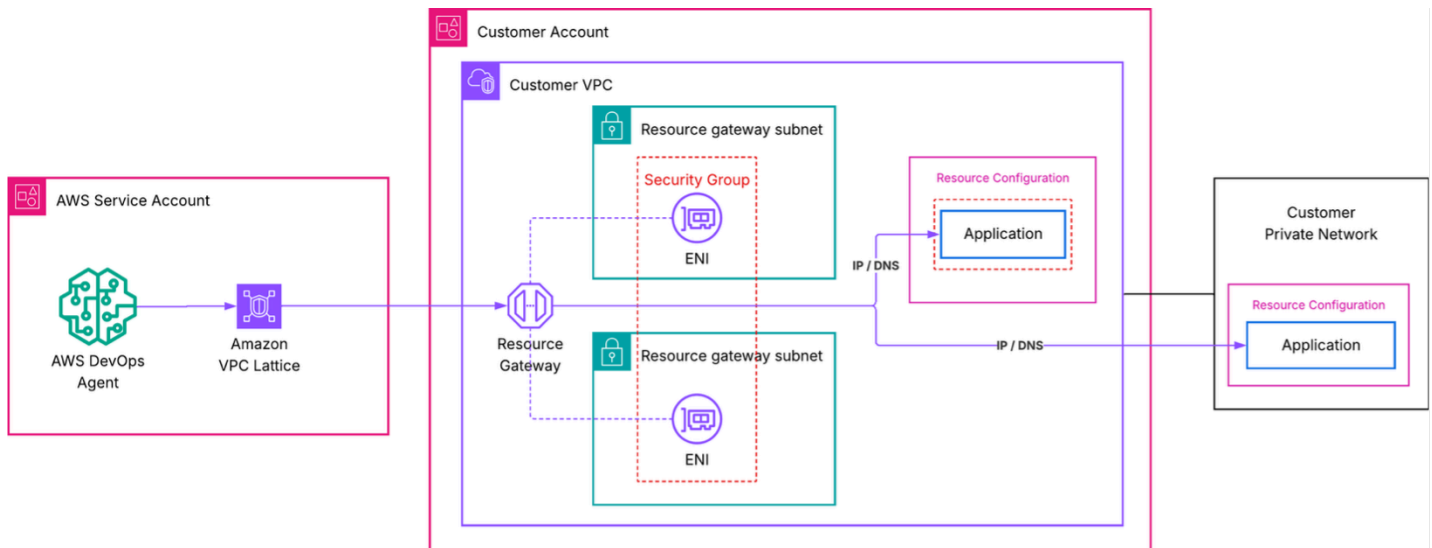 Customer Account
Customer VPC
Resource gateway subnet
Security Group
ENI
Resource Configuration
Application
IP / DNS
AWS Service Account
AWS DevOps
Agent
Amazon
VPC Lattice
Resource
Gateway
Resource gateway subnet
ENI
IP / DNS
Customer
Private Network
Resource Configuration
Application